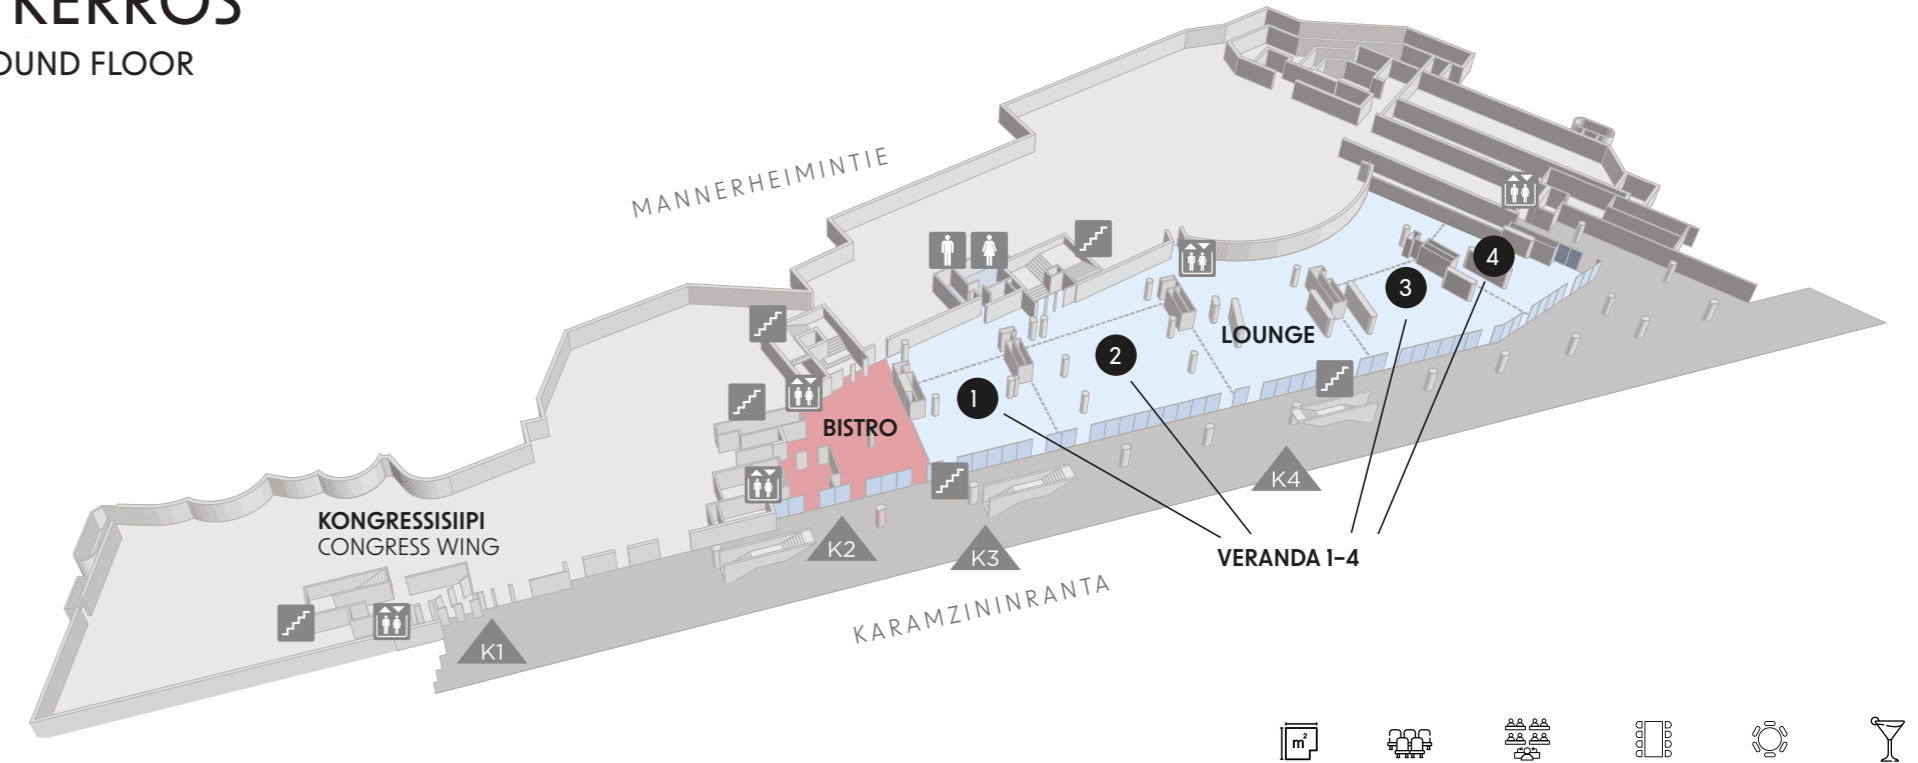 KERROS
OUND FLOOR
MANNERHEIMINTIE
4
3
LOUNGE
2
1
BISTRO
K4
KONGRESSISIIPI
CONGRESS WING
K2
K3
VERANDA 1–4
KARAMZININRANTA
K1
m²